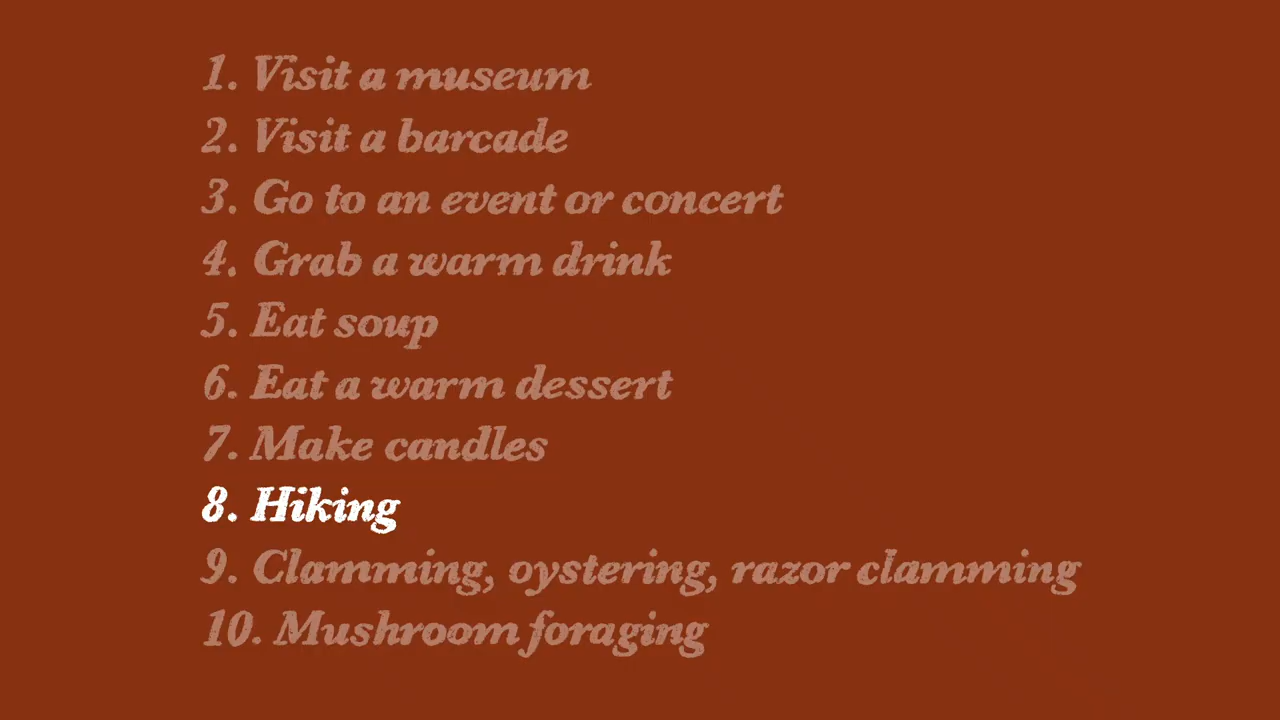 1. Visit a museum
2. Visit a barcade
3. Go to an event or concert
4. Grab a warm drink
5. Eat soup
6. Eat a warm dessert
7. Make candles
8. Hiking
9. Clamming, oystering, razor clamming
10. Mushroom foraging